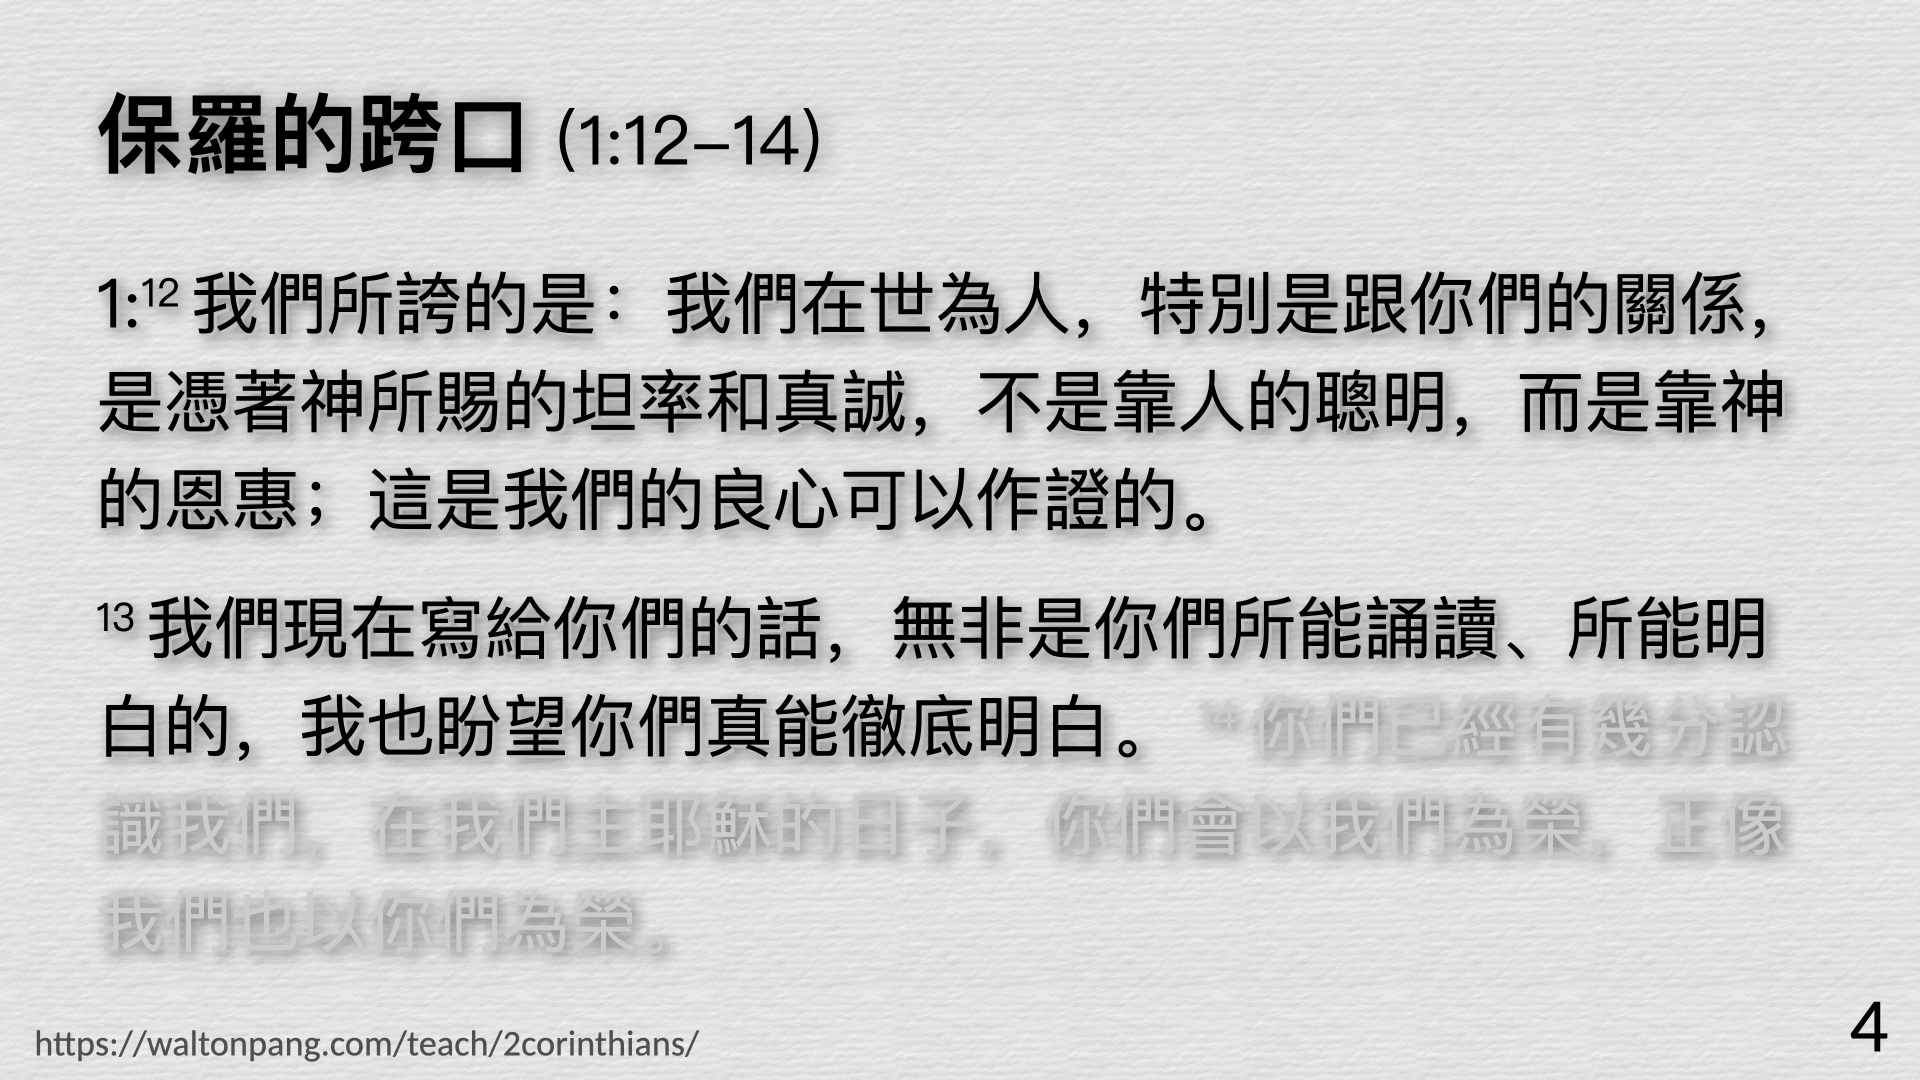 保羅的跨口 (1:12–14)
1:12 我們所誇的是：我們在世為人，特別是跟你們的關係，
是憑著神所賜的坦率和真誠，不是靠人的聰明，而是靠神
的恩惠；這是我們的良心可以作證的。
13 我們現在寫給你們的話，無非是你們所能誦讀、所能明
白的，我也盼望你們真能徹底明白。 14 你們已經有幾分認
識我們，在我們主耶穌的日子，你們會以我們為榮，正像
我們也以你們為榮。
https://waltonpang.com/teach/2corinthians/
4